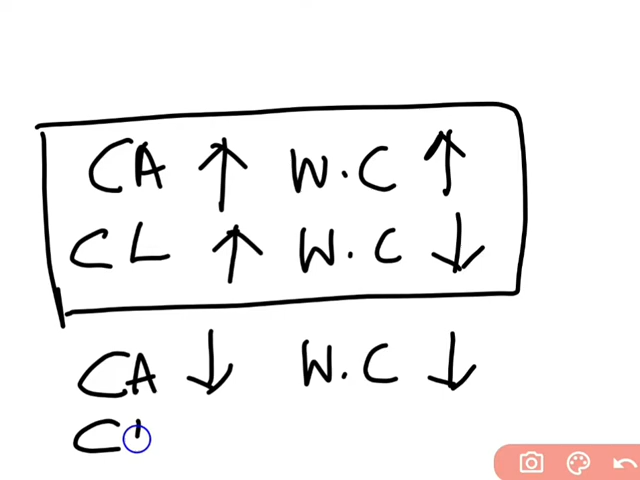 CA ↑ W.C ↑
CL ↑ W.C ↓
CA ↓ W.C ↓
C